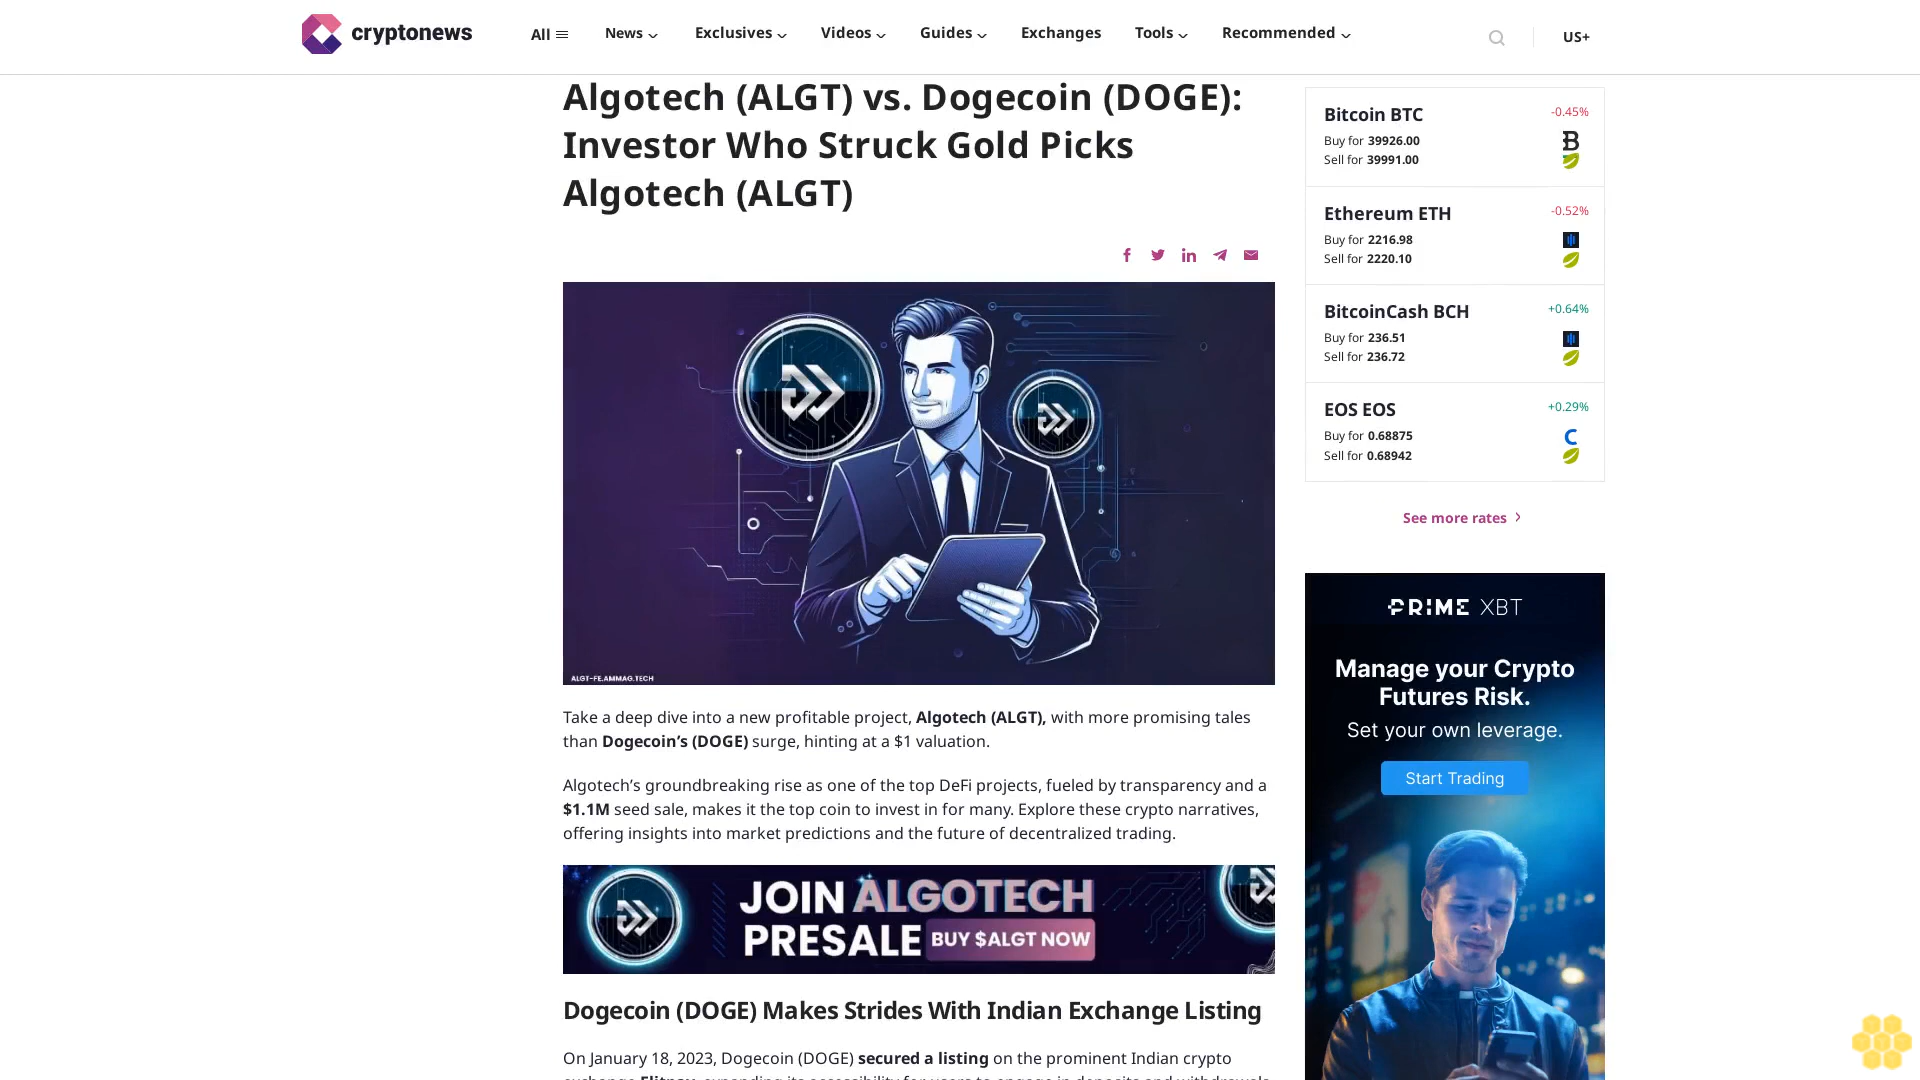 cryptonews
All
News
Exclusives
Videos
Guides
Exchanges
Tools
Recommended
US+
Algotech (ALGT) vs. Dogecoin (DOGE):
Investor Who Struck Gold Picks
Algotech (ALGT)
ALGT-FE.AMMAG.TECH
Take a deep dive into a new profitable project, Algotech (ALGT), with more promising tales
than Dogecoin’s (DOGE) surge, hinting at a $1 valuation.
Algotech’s groundbreaking rise as one of the top DeFi projects, fueled by transparency and a
$1.1M seed sale, makes it the top coin to invest in for many. Explore these crypto narratives,
offering insights into market predictions and the future of decentralized trading.
JOIN ALGOTECH
PRESALE BUY $ALGT NOW
Dogecoin (DOGE) Makes Strides With Indian Exchange Listing
On January 18, 2023, Dogecoin (DOGE) secured a listing on the prominent Indian crypto
Bitcoin BTC
-0.45%
Buy for 39926.00
Sell for 39991.00
Ethereum ETH
-0.52%
Buy for 2216.98
Sell for 2220.10
BitcoinCash BCH
+0.64%
Buy for 236.51
Sell for 236.72
EOS EOS
+0.29%
Buy for 0.68875
Sell for 0.68942
See more rates
PRIME XBT
Manage your Crypto
Futures Risk.
Set your own leverage.
Start Trading